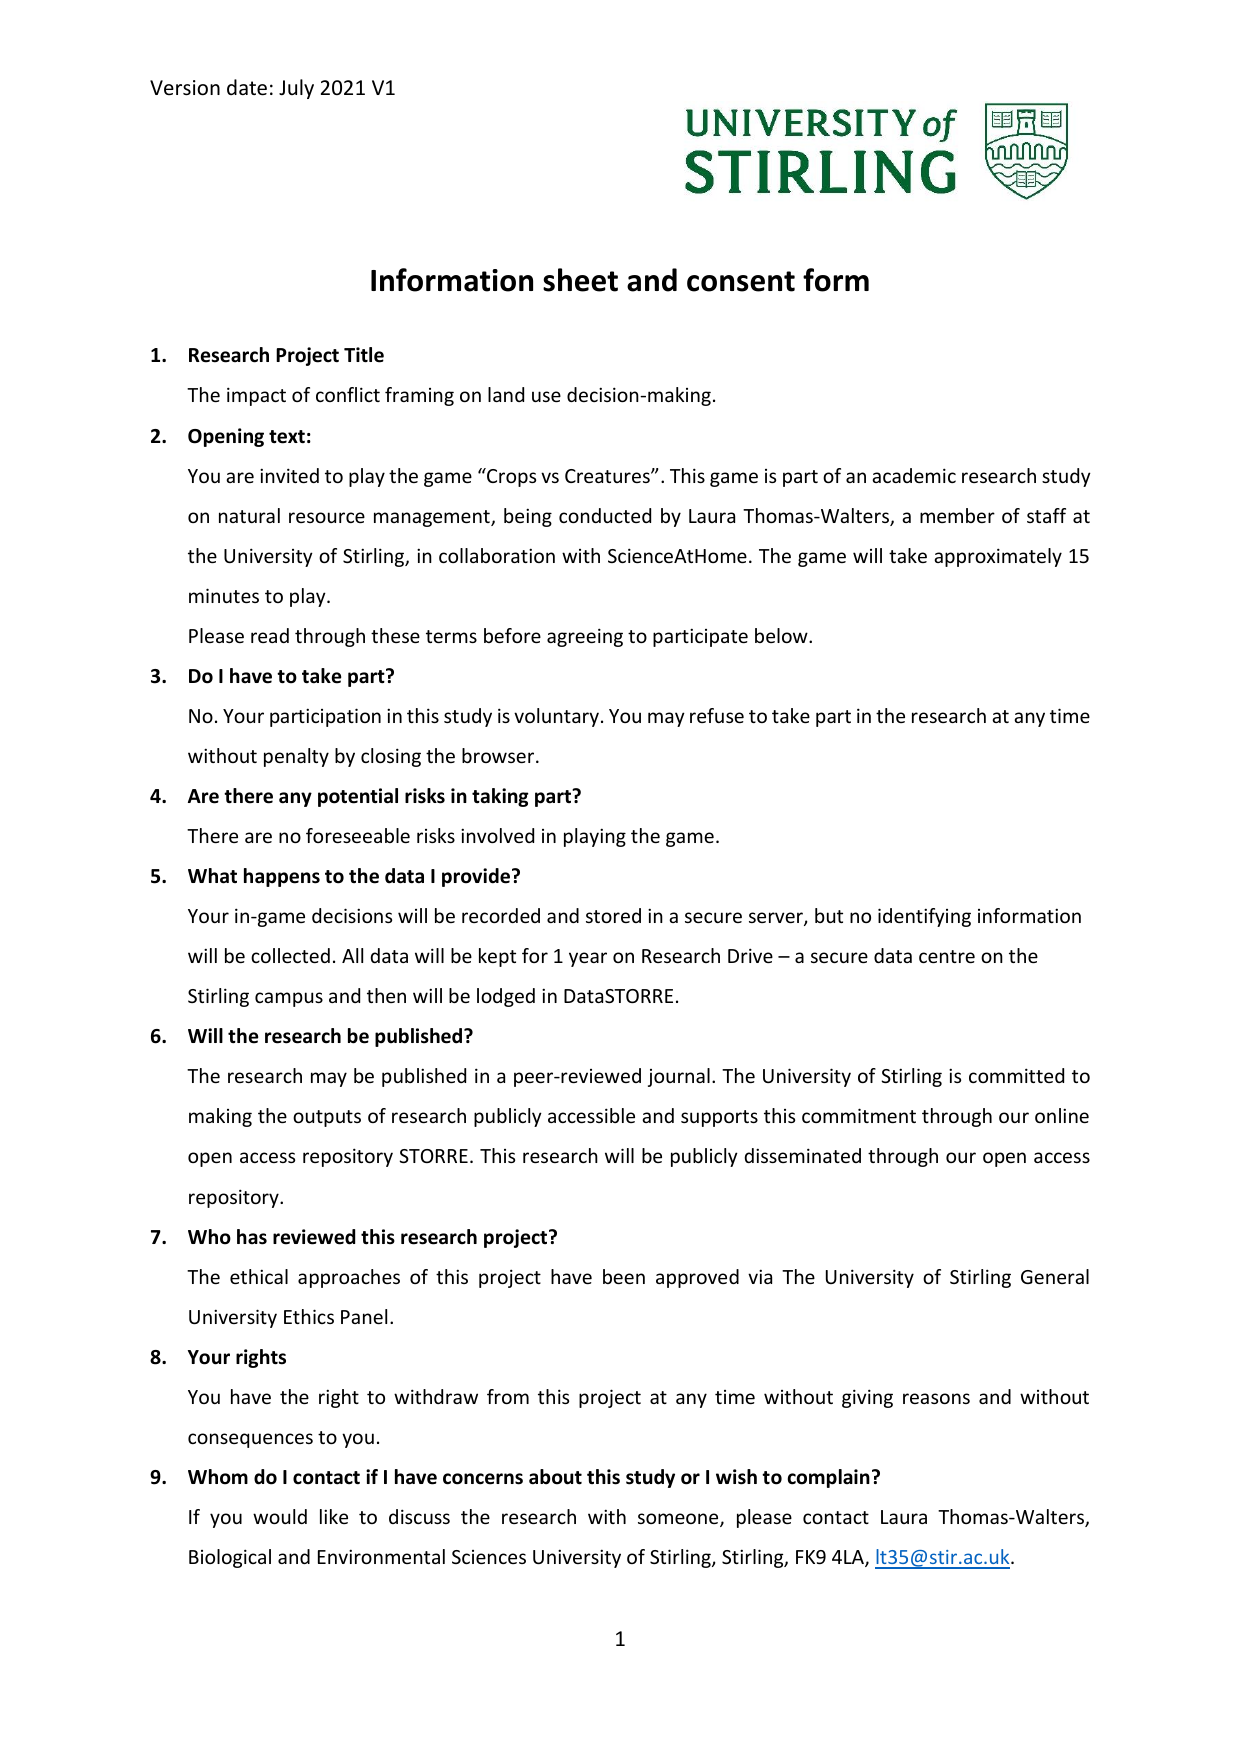 Version date: July 2021 V1
UNIVERSITY of
STIRLING
Information sheet and consent form
1. Research Project Title
The impact of conflict framing on land use decision-making.
2. Opening text:
You are invited to play the game “Crops vs Creatures”. This game is part of an academic research study
on natural resource management, being conducted by Laura Thomas-Walters, a member of staff at
the University of Stirling, in collaboration with ScienceAtHome. The game will take approximately 15
minutes to play.
Please read through these terms before agreeing to participate below.
3. Do I have to take part?
No. Your participation in this study is voluntary. You may refuse to take part in the research at any time
without penalty by closing the browser.
4. Are there any potential risks in taking part?
There are no foreseeable risks involved in playing the game.
5. What happens to the data I provide?
Your in-game decisions will be recorded and stored in a secure server, but no identifying information
will be collected. All data will be kept for 1 year on Research Drive – a secure data centre on the
Stirling campus and then will be lodged in DataSTORRE.
6. Will the research be published?
The research may be published in a peer-reviewed journal. The University of Stirling is committed to
making the outputs of research publicly accessible and supports this commitment through our online
open access repository STORRE. This research will be publicly disseminated through our open access
repository.
7. Who has reviewed this research project?
The ethical approaches of this project have been approved via The University of Stirling General
University Ethics Panel.
8. Your rights
You have the right to withdraw from this project at any time without giving reasons and without
consequences to you.
9. Whom do I contact if I have concerns about this study or I wish to complain?
If you would like to discuss the research with someone, please contact Laura Thomas-Walters,
Biological and Environmental Sciences University of Stirling, Stirling, FK9 4LA, lt35@stir.ac.uk.
1